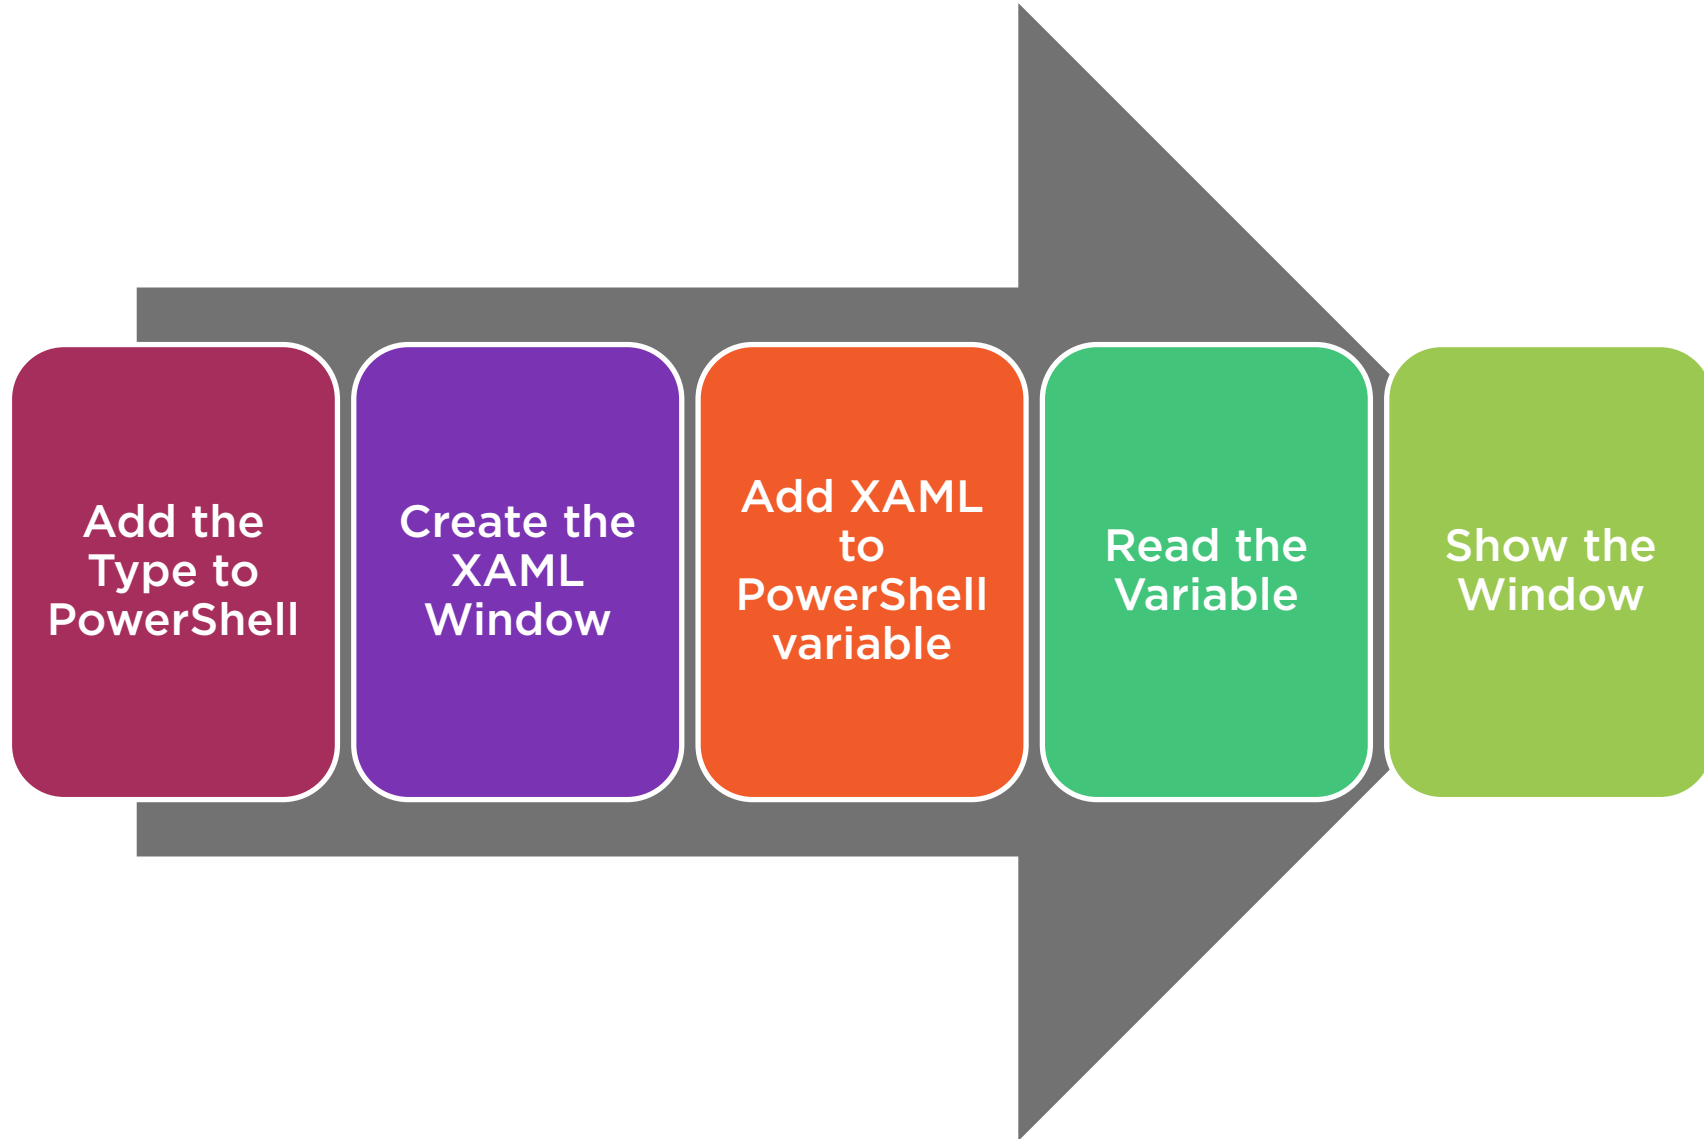 Add the
Type to
PowerShell
Create the
XAML
Window
Add XAML
to
PowerShell
variable
Read the
Variable
Show the
Window